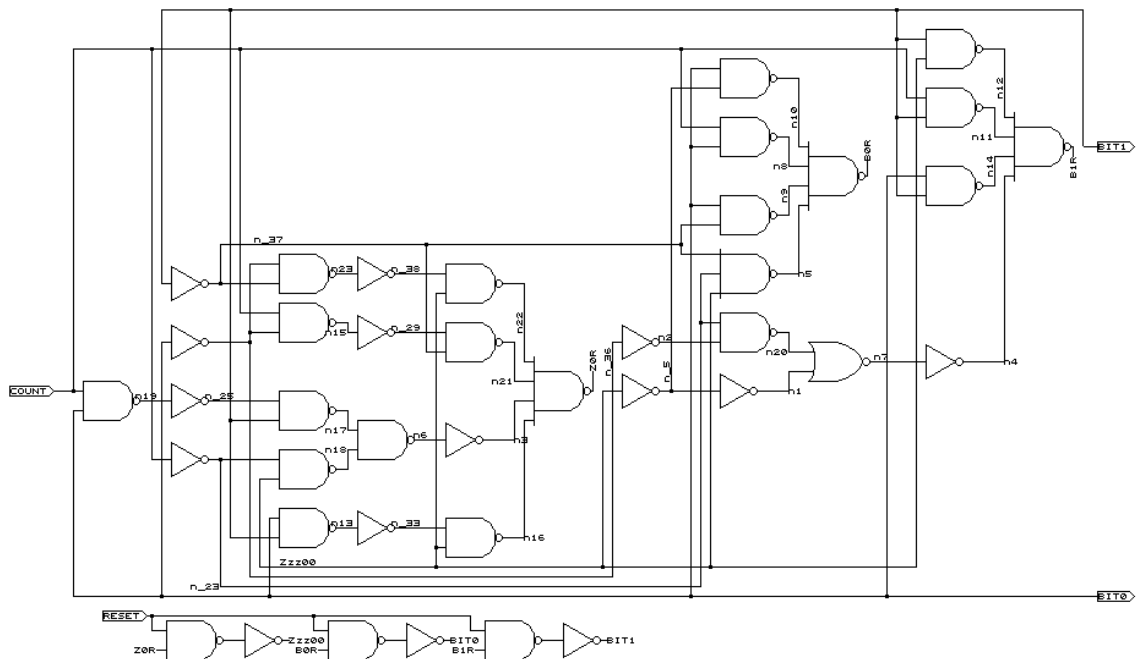 n12
n10
n11
BIT1
n8
B0R
n14
B1R
n9
n_37
n23
n_38
n5
n22
n15
n_29
n20
n2
n_36
n7
n4
n21
Z0R
COUNT
n19
n_25
n1
n17
n6
n3
n18
n13
n_33
n16
Zzz00
n_23
BIT0
RESET
Z0R
Zzz00
B0R
BIT0
B1R
BIT1